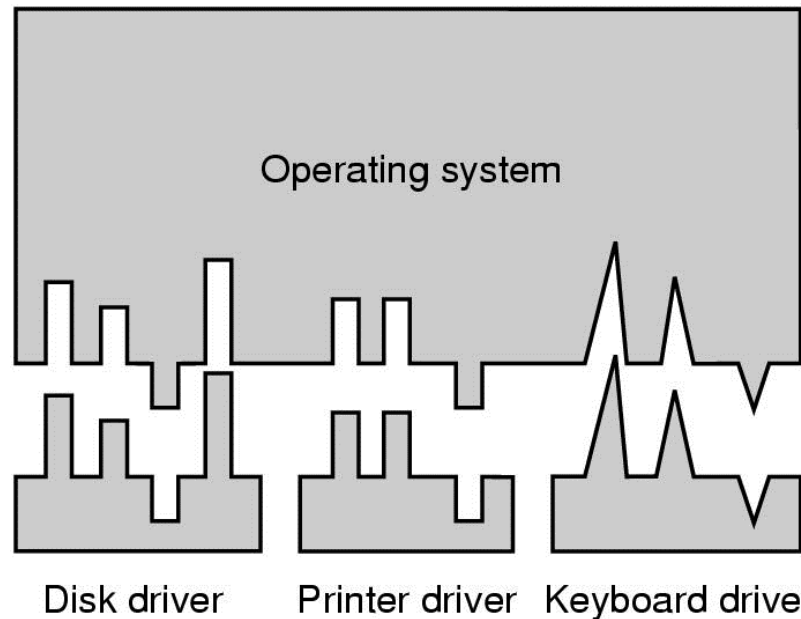 Operating system
Disk driver
Printer driver
Keyboard drive